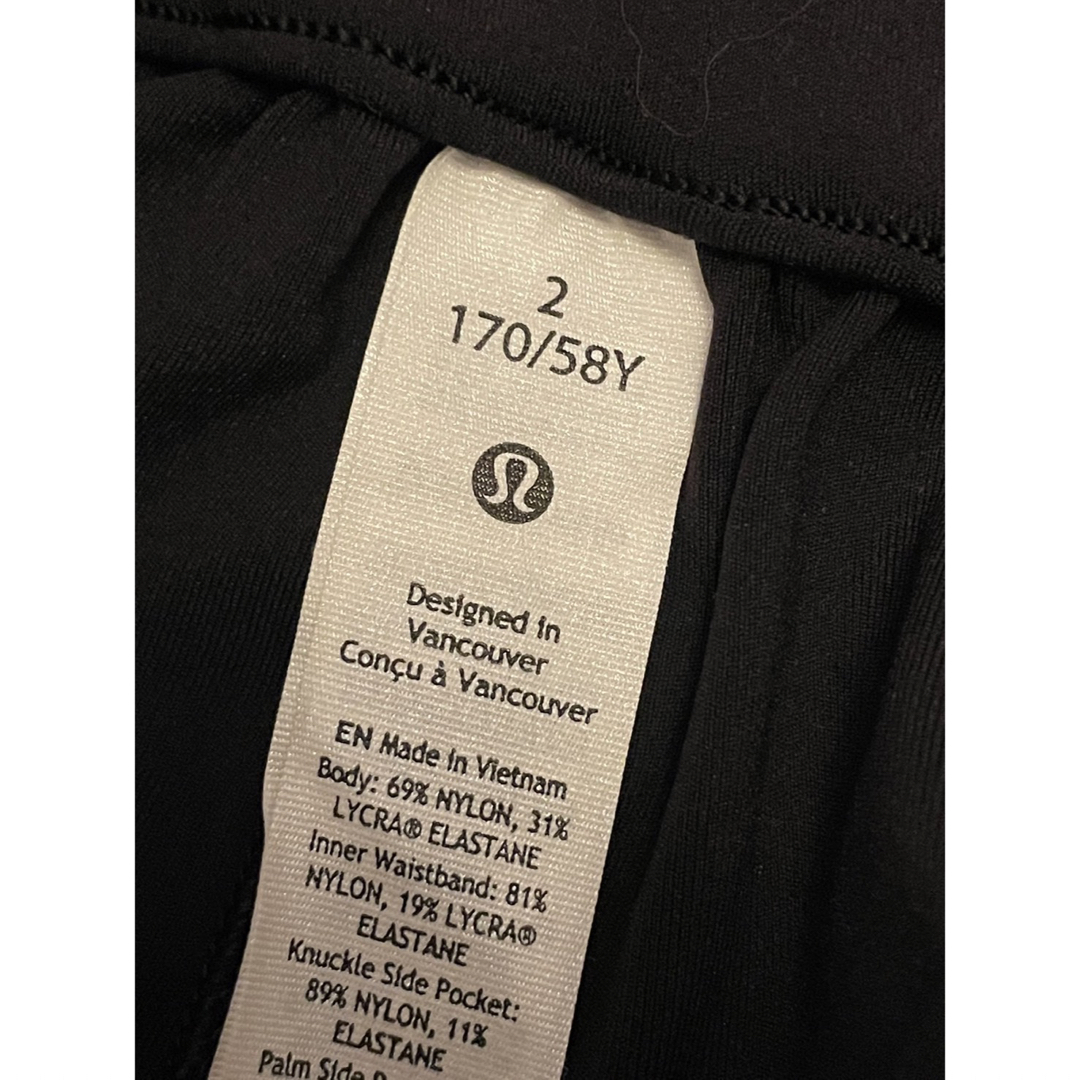 2
170/58Y
Designed in
Vancouver
Conçu à Vancouver
EN Made in Vietnam
Body: 69% NYLON, 31%
LYCRA® ELASTANE
Inner Waistband: 81%
NYLON, 19% LYCRA®
ELASTANE
Knuckle Side Pocket:
89% NYLON, 11%
ELASTANE
Palm Side